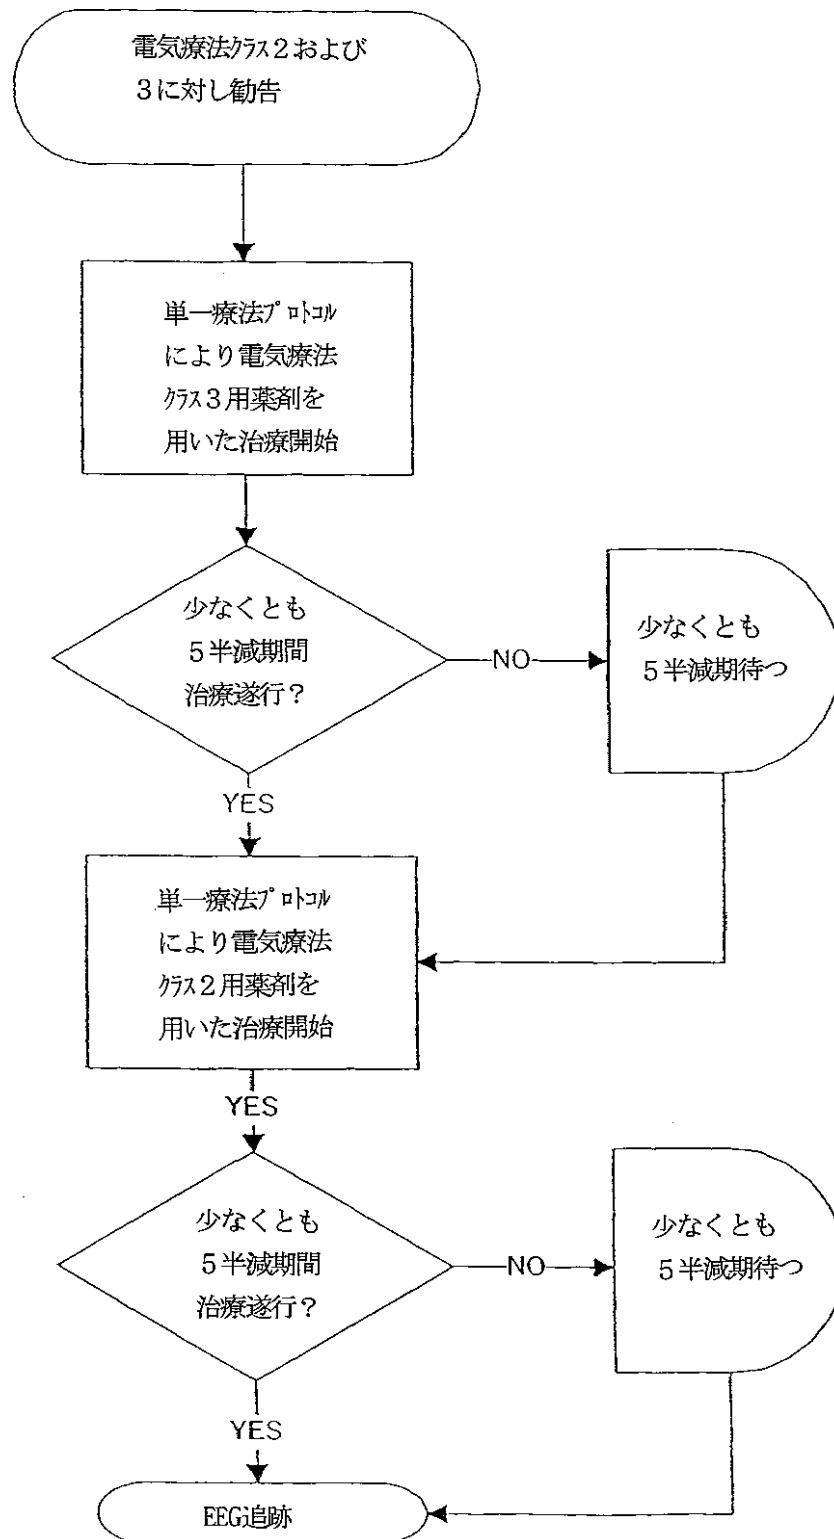 電気療法ｸﾗｽ2および
3に対し勧告
単一療法ﾌﾟﾛﾄｺﾙ
により電気療法
ｸﾗｽ3用薬剤を
用いた治療開始
少なくとも
5半減期間
治療遂行?
NO
少なくとも
5半減期待つ
YES
単一療法ﾌﾟﾛﾄｺﾙ
により電気療法
ｸﾗｽ2用薬剤を
用いた治療開始
YES
少なくとも
5半減期間
治療遂行?
NO
少なくとも
5半減期待つ
YES
EEG追跡